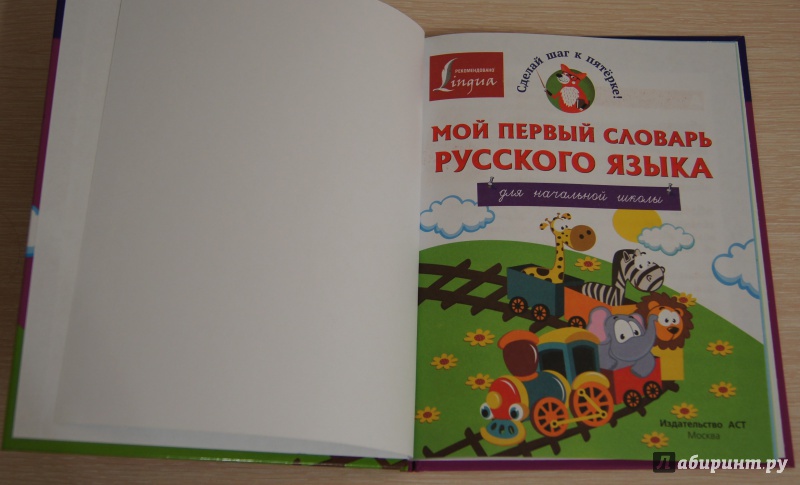 РЕКОМЕНДОВАНО
Lingua
Сделай шаг к пятёрке!
МОЙ ПЕРВЫЙ СЛОВАРЬ
РУССКОГО ЯЗЫКА
для начальной школы
Издательство АСТ
Москва
Лабиринт.ру